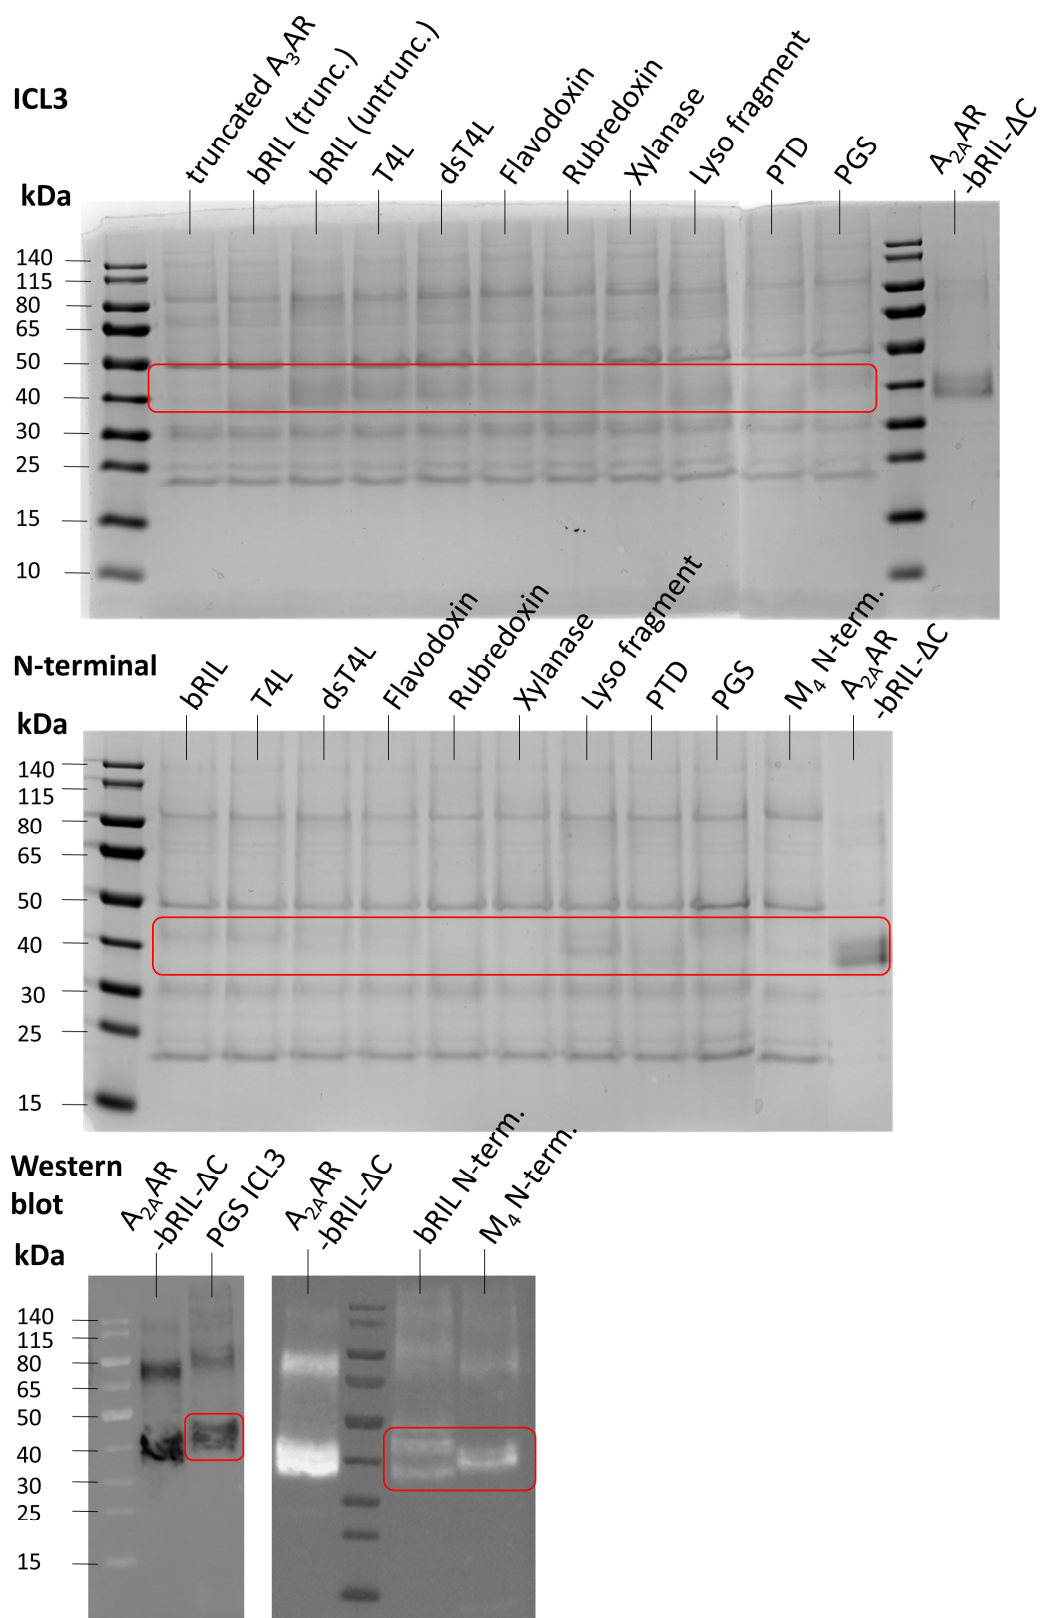 ICL3
kDa
truncated A₃AR
bRIL (trunc.)
bRIL (untrunc.)
T4L
dsT4L
Flavodoxin
Rubredoxin
Xylanase
Lyso fragment
PTD
PGS
A₂ₐAR
-bRIL-ΔC
140
115
80
65
50
40
30
25
15
10
N-terminal
kDa
bRIL
T4L
dsT4L
Flavodoxin
Rubredoxin
Xylanase
Lyso fragment
PTD
PGS
M₄ N-term.
A₂ₐAR
-bRIL-ΔC
140
115
80
65
50
40
30
25
15
Western
blot
kDa
A₂ₐAR
-bRIL-ΔC
PGS ICL3
A₂ₐAR
-bRIL-ΔC
bRIL N-term.
M₄ N-term.
140
115
80
65
50
40
30
25
15